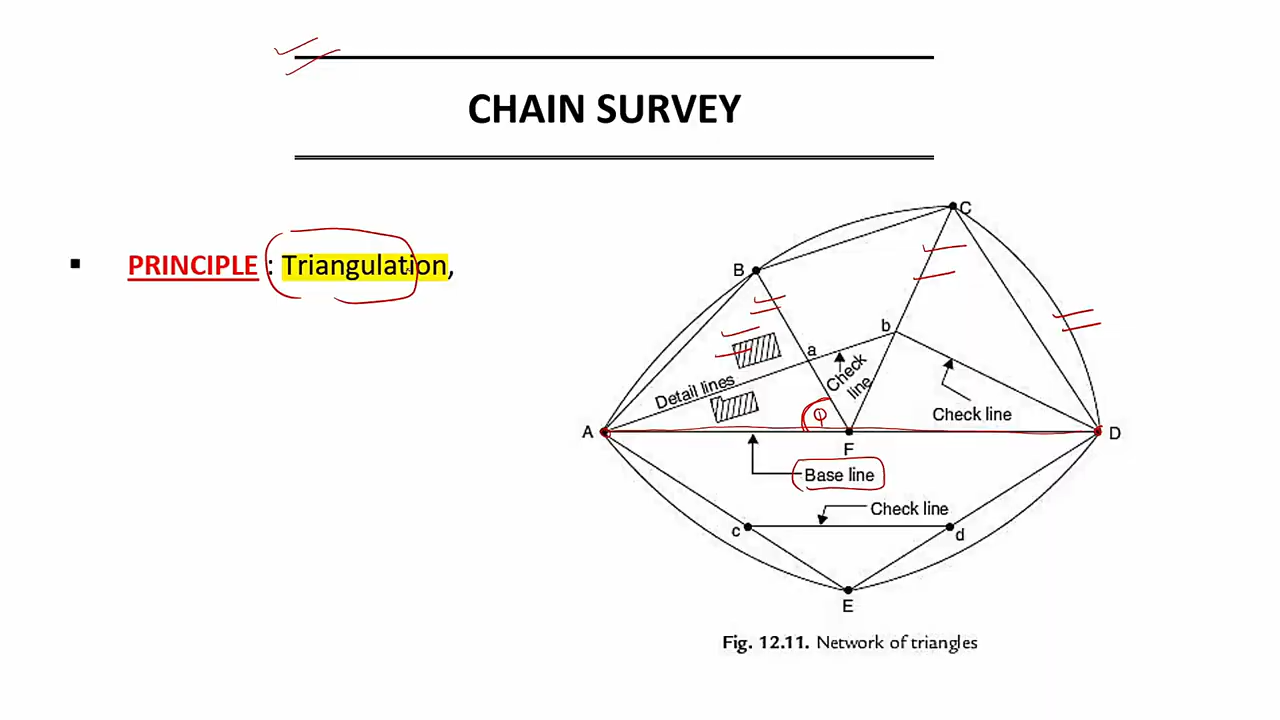 CHAIN SURVEY
▪ PRINCIPLE : Triangulation,
C
B
b
a
Detail lines
Check
line
Check line
φ
A
D
F
Base line
Check line
c
d
E
Fig. 12.11. Network of triangles